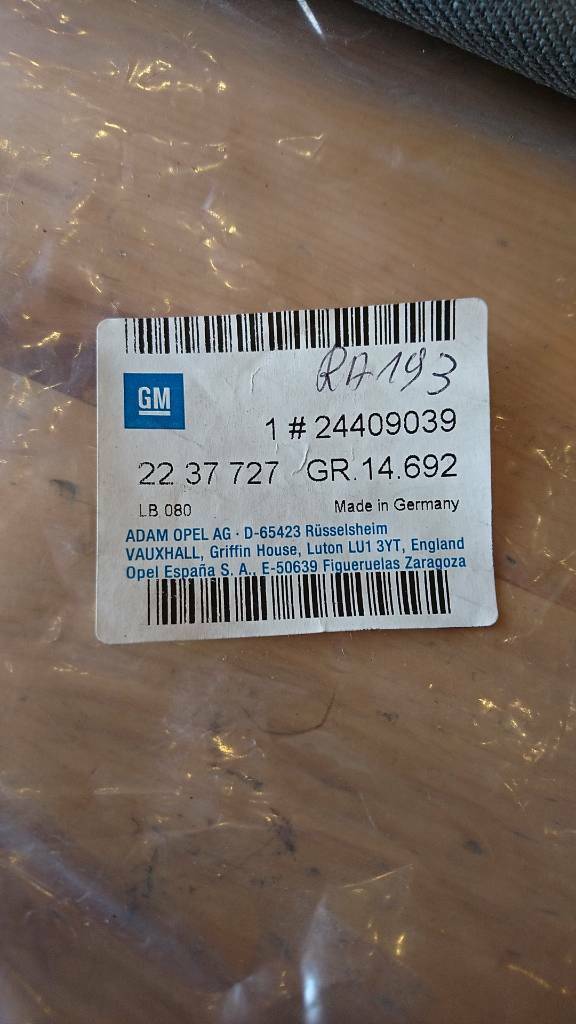 RA193
GM
1 # 24409039
22 37 727 GR.14.692
LB 080 Made in Germany
ADAM OPEL AG · D-65423 Rüsselsheim
VAUXHALL, Griffin House, Luton LU1 3YT, England
Opel España S. A., E-50639 Figueruelas Zaragoza